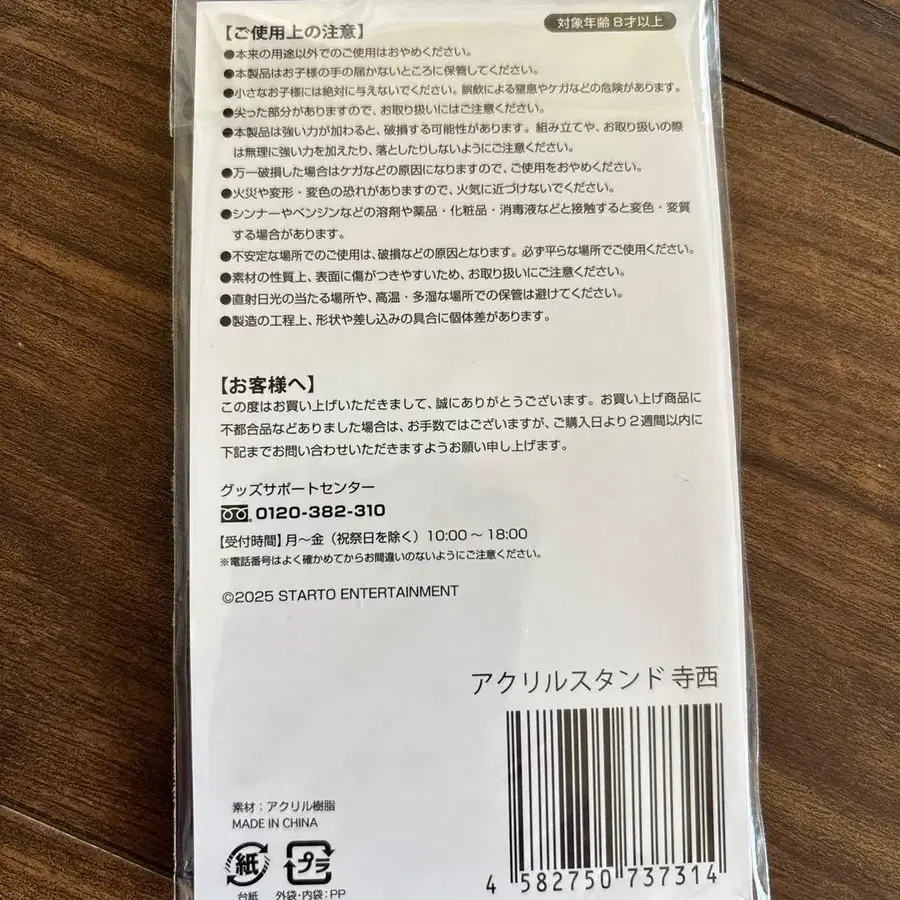 【ご使用上の注意】
対象年齢 8才以上
●本来の用途以外でのご使用はおやめください。
●本製品はお子様の手の届かないところに保管してください。
●小さなお子様には絶対に与えないでください。誤飲による窒息やケガなどの危険があります。
●尖った部分がありますので、お取り扱いにはご注意ください。
●本製品は強い力が加わると、破損する可能性があります。組み立てや、お取り扱いの際
は無理に強い力を加えたり、落としたりしないようにご注意ください。
●万一破損した場合はケガなどの原因になりますので、ご使用をおやめください。
●火災や変形・変色の恐れがありますので、火気に近づけないでください。
●シンナーやベンジンなどの溶剤や薬品・化粧品・消毒液などと接触すると変色・変質
する場合があります。
●不安定な場所でのご使用は、破損などの原因となります。必ず平らな場所でご使用ください。
●素材の性質上、表面に傷がつきやすいため、お取り扱いにご注意ください。
●直射日光の当たる場所や、高温・多湿な場所での保管は避けてください。
●製造の工程上、形状や差し込みの具合に個体差があります。
【お客様へ】
この度はお買い上げいただきまして、誠にありがとうございます。お買い上げ商品に
不都合品などありました場合は、お手数ではございますが、ご購入日より2週間以内に
下記までお問い合わせいただきますようお願い申し上げます。
グッズサポートセンター
0120-382-310
【受付時間】月～金（祝祭日を除く）10:00～18:00
※電話番号はよく確かめてからお間違いのないようにご注意ください。
©2025 STARTO ENTERTAINMENT
アクリルスタンド 寺西
素材：アクリル樹脂
MADE IN CHINA
紙
プラ
台紙
外袋・内袋：PP
4 582750 737314